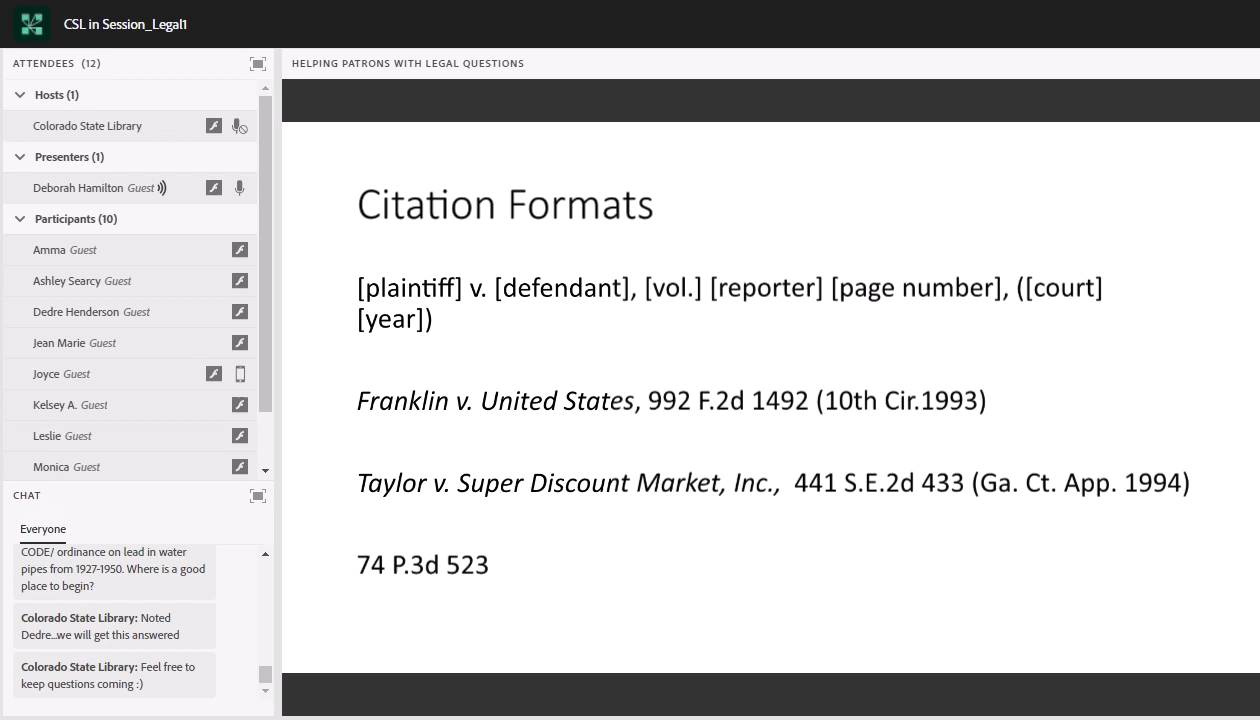 CSL in Session_Legal1
ATTENDEES (12)
Hosts (1)
Colorado State Library
Presenters (1)
Deborah Hamilton Guest
Participants (10)
Amma Guest
Ashley Searcy Guest
Dedre Henderson Guest
Jean Marie Guest
Joyce Guest
Kelsey A. Guest
Leslie Guest
Monica Guest
CHAT
Everyone
CODE/ ordinance on lead in water
pipes from 1927-1950. Where is a good
place to begin?
Colorado State Library: Noted
Dedre...we will get this answered
Colorado State Library: Feel free to
keep questions coming :)
HELPING PATRONS WITH LEGAL QUESTIONS
Citation Formats
[plaintiff] v. [defendant], [vol.] [reporter] [page number], ([court]
[year])
Franklin v. United States, 992 F.2d 1492 (10th Cir.1993)
Taylor v. Super Discount Market, Inc., 441 S.E.2d 433 (Ga. Ct. App. 1994)
74 P.3d 523